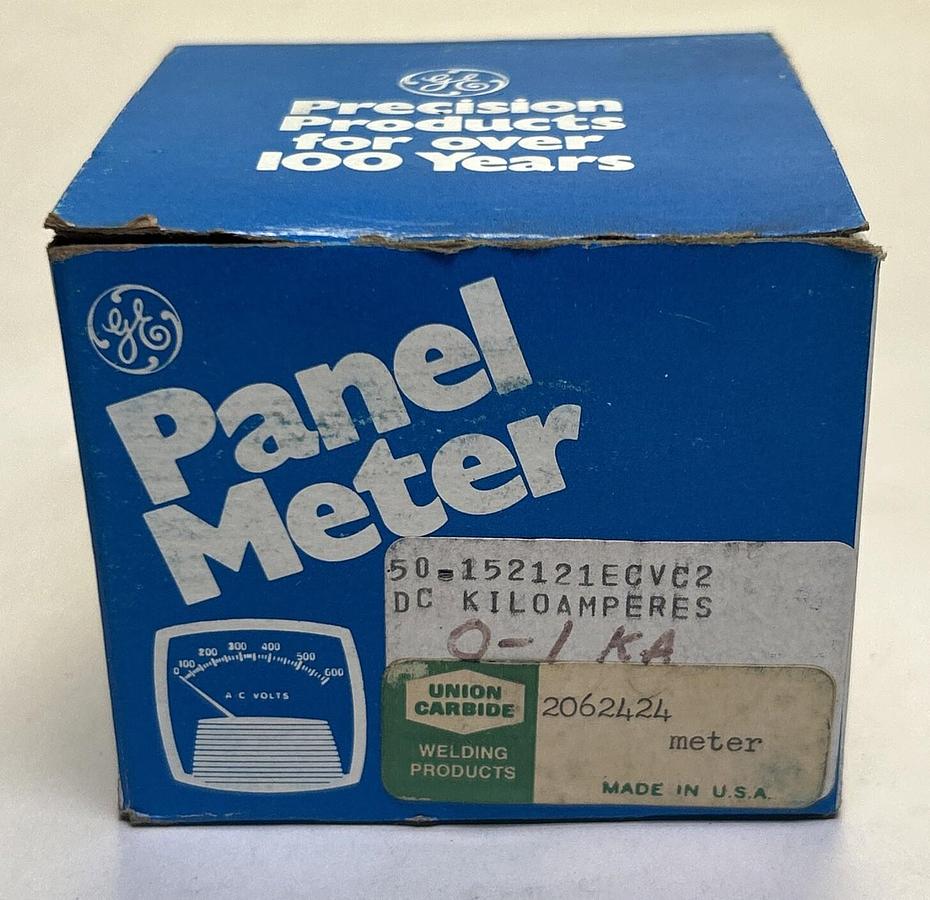 GE
Precision
Products
for over
100 Years
GE
Panel
Meter
50-152121ECVC2
DC KILOAMPERES
0-1 KA
0 100 200 300 400 500 600
A C VOLTS
UNION
CARBIDE
WELDING
PRODUCTS
2062424
meter
MADE IN U.S.A.